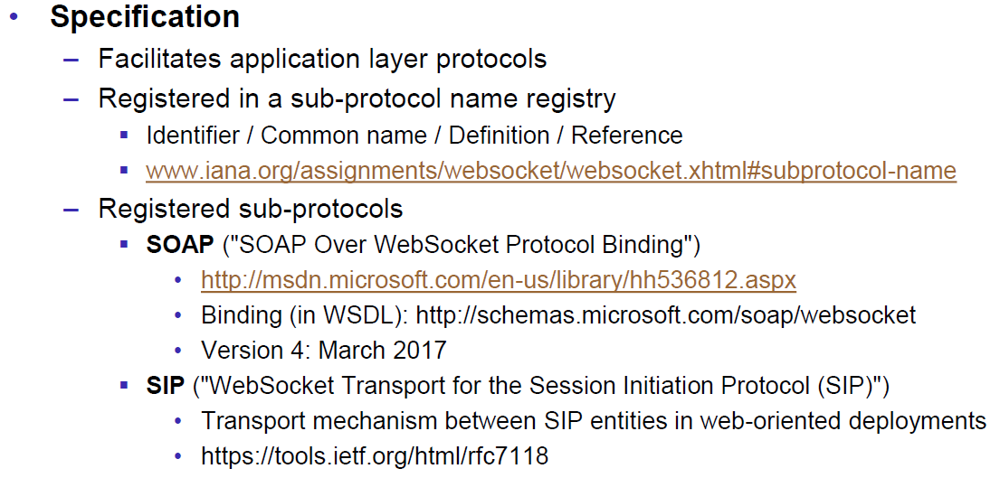 • Specification
– Facilitates application layer protocols
– Registered in a sub-protocol name registry
▪ Identifier / Common name / Definition / Reference
▪ www.iana.org/assignments/websocket/websocket.xhtml#subprotocol-name
– Registered sub-protocols
▪ SOAP ("SOAP Over WebSocket Protocol Binding")
• http://msdn.microsoft.com/en-us/library/hh536812.aspx
• Binding (in WSDL): http://schemas.microsoft.com/soap/websocket
• Version 4: March 2017
▪ SIP ("WebSocket Transport for the Session Initiation Protocol (SIP)")
• Transport mechanism between SIP entities in web-oriented deployments
• https://tools.ietf.org/html/rfc7118